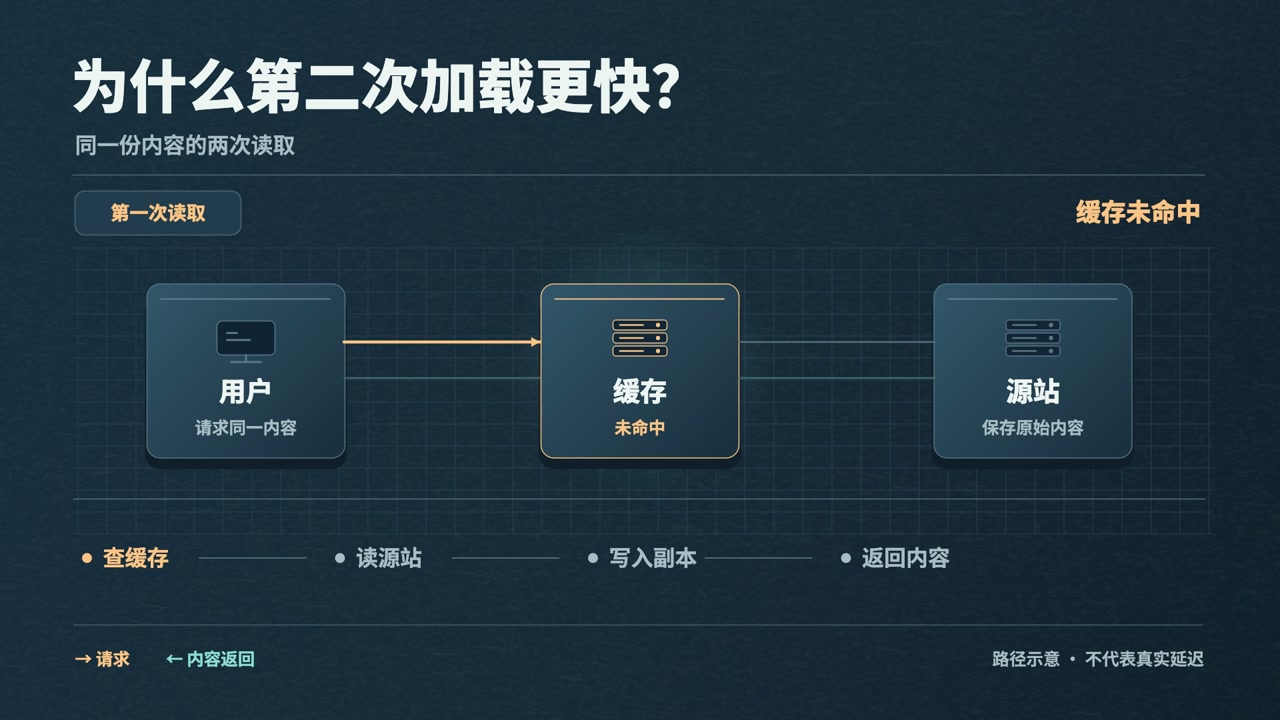 为什么第二次加载更快?
同一份内容的两次读取
第一次读取
缓存未命中
用户
请求同一内容
缓存
未命中
源站
保存原始内容
查缓存
读源站
写入副本
返回内容
→ 请求
← 内容返回
路径示意 · 不代表真实延迟